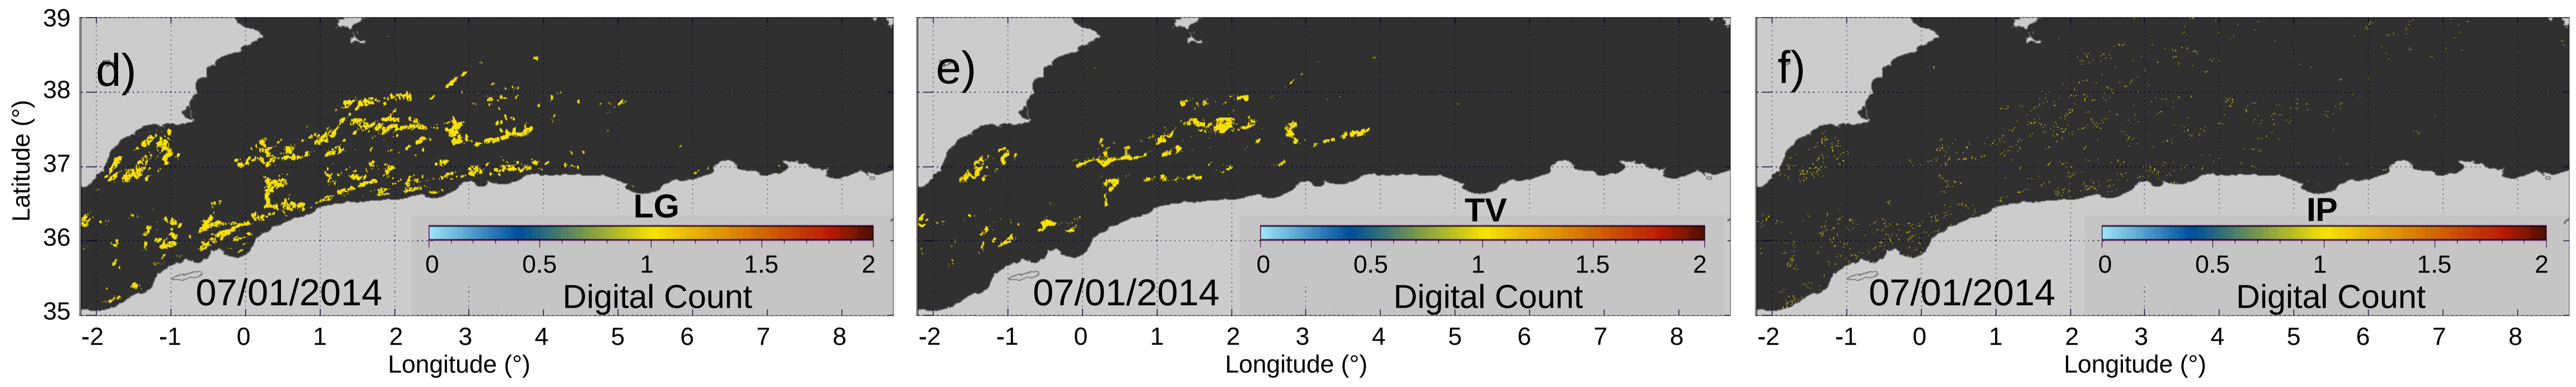 39
38
37
36
35
Latitude (°)
d)
LG
0 0.5 1 1.5 2
07/01/2014
Digital Count
-2 -1 0 1 2 3 4 5 6 7 8
Longitude (°)
e)
TV
0 0.5 1 1.5 2
07/01/2014
Digital Count
-2 -1 0 1 2 3 4 5 6 7 8
Longitude (°)
f)
IP
0 0.5 1 1.5 2
07/01/2014
Digital Count
-2 -1 0 1 2 3 4 5 6 7 8
Longitude (°)